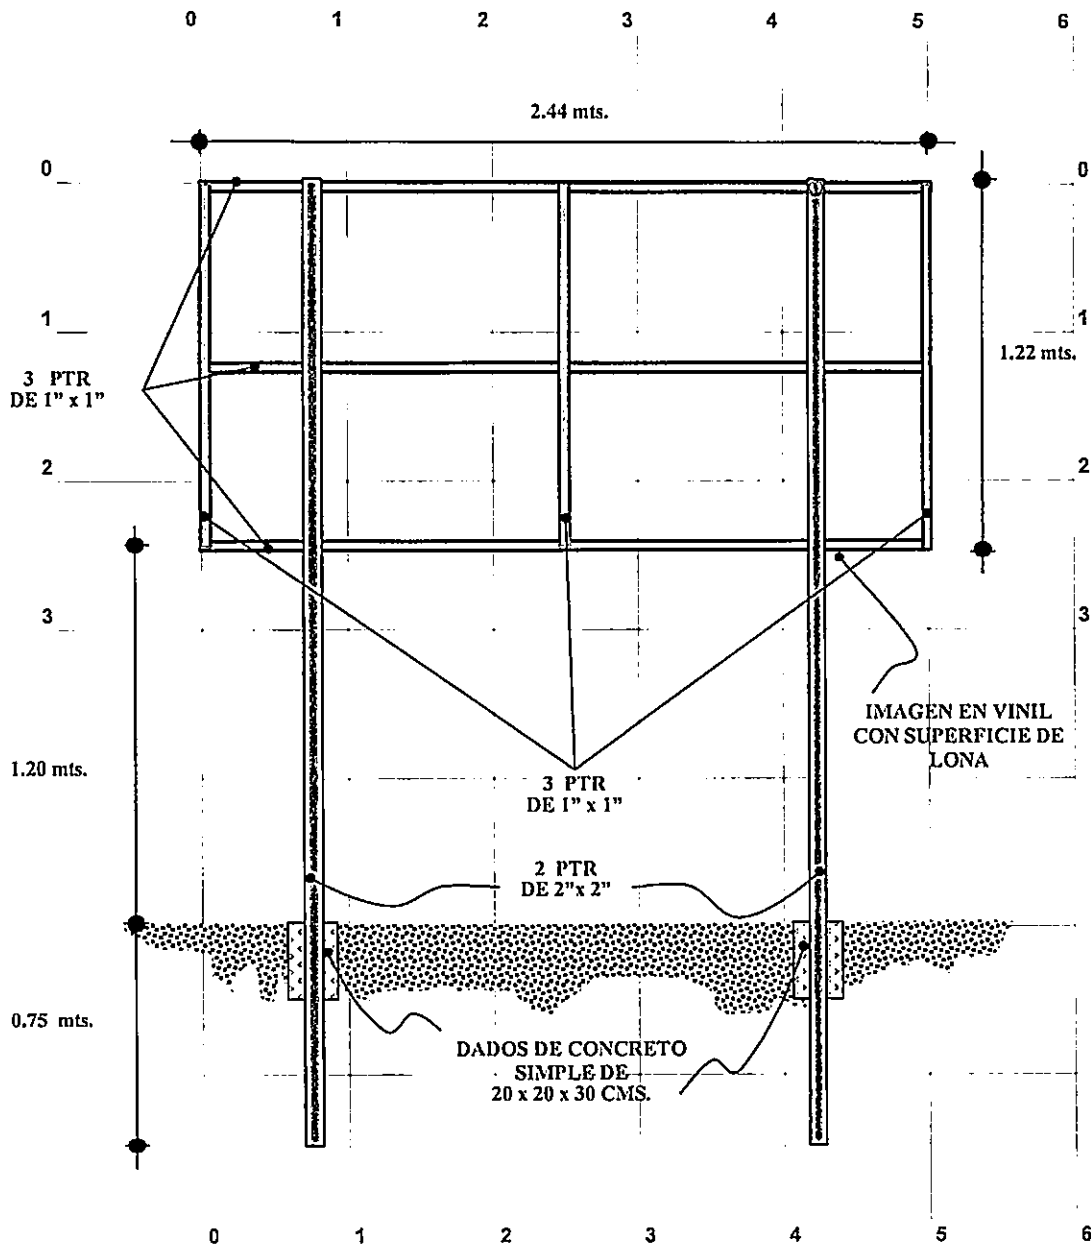 0 1 2 3 4 5 6
2.44 mts.
0 0
1 1
1.22 mts.
3 PTR
DE 1” x 1”
2 2
3 3
IMAGEN EN VINIL
CON SUPERFICIE DE
LONA
1.20 mts.
3 PTR
DE 1” x 1”
2 PTR
DE 2”x 2”
0.75 mts.
DADOS DE CONCRETO
SIMPLE DE
20 x 20 x 30 CMS.
0 1 2 3 4 5 6